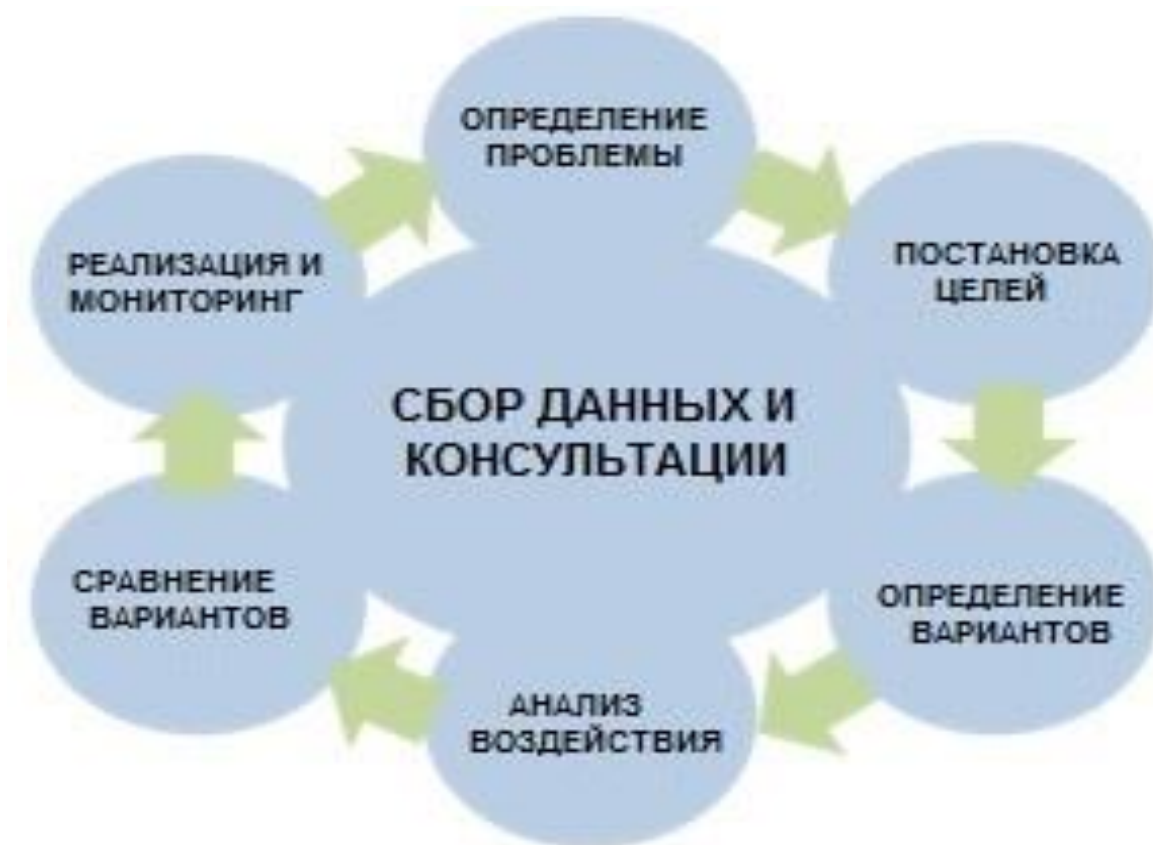 ОПРЕДЕЛЕНИЕ
ПРОБЛЕМЫ
ПОСТАНОВКА
ЦЕЛЕЙ
ОПРЕДЕЛЕНИЕ
ВАРИАНТОВ
АНАЛИЗ
ВОЗДЕЙСТВИЯ
СРАВНЕНИЕ
ВАРИАНТОВ
РЕАЛИЗАЦИЯ И
МОНИТОРИНГ
СБОР ДАННЫХ И
КОНСУЛЬТАЦИИ